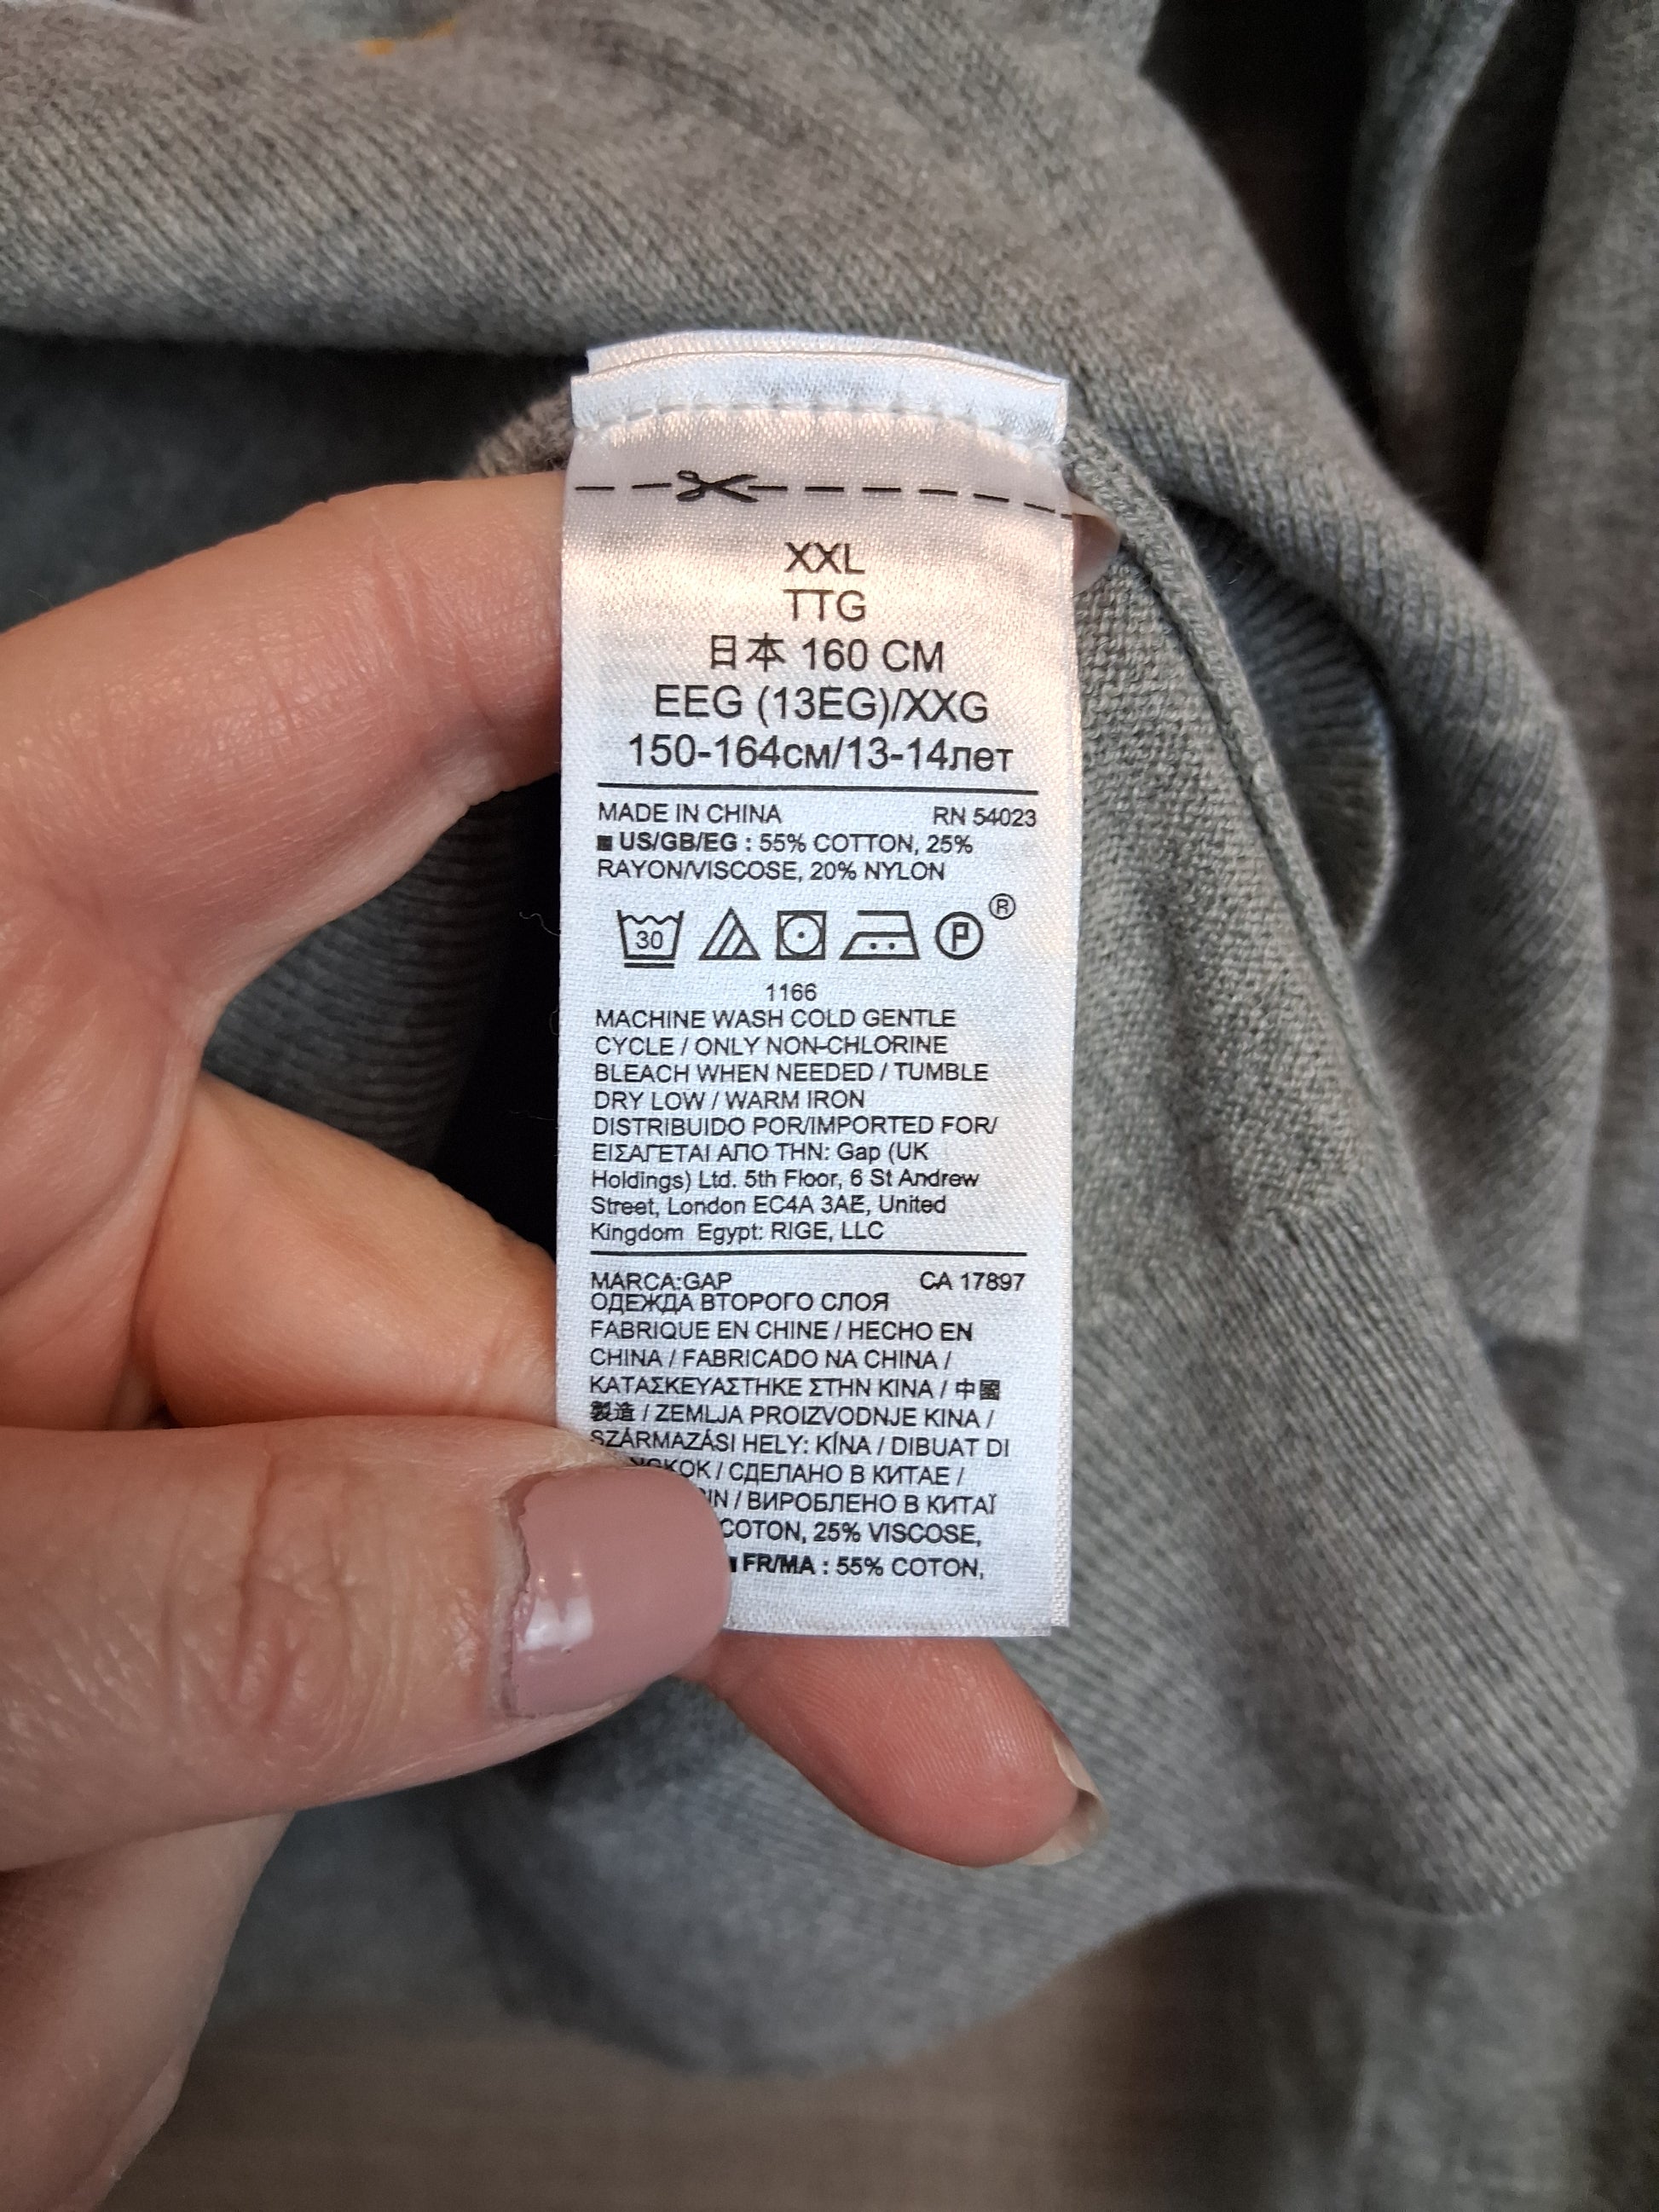 XXL
TTG
日本 160 CM
EEG (13EG)/XXG
150-164см/13-14лет
MADE IN CHINA RN 54023
US/GB/EG : 55% COTTON, 25%
RAYON/VISCOSE, 20% NYLON
30 P ®
1166
MACHINE WASH COLD GENTLE
CYCLE / ONLY NON-CHLORINE
BLEACH WHEN NEEDED / TUMBLE
DRY LOW / WARM IRON
DISTRIBUIDO POR/IMPORTED FOR/
ΕΙΣΑΓΕΤΑΙ ΑΠΟ ΤΗΝ: Gap (UK
Holdings) Ltd. 5th Floor, 6 St Andrew
Street, London EC4A 3AE, United
Kingdom Egypt: RIGE, LLC
MARCA:GAP CA 17897
ОДЕЖДА ВТОРОГО СЛОЯ
FABRIQUE EN CHINE / HECHO EN
CHINA / FABRICADO NA CHINA /
ΚΑΤΑΣΚΕΥΑΣΤΗΚΕ ΣΤΗΝ ΚΙΝΑ / 中國
製造 / ZEMLJA PROIZVODNJE KINA /
SZÁRMAZÁSI HELY: KÍNA / DIBUAT DI
/ СДЕЛАНО В КИТАЕ /
/ ВИРОБЛЕНО В КИТАЇ
COTON, 25% VISCOSE,
FR/MA : 55% COTON,